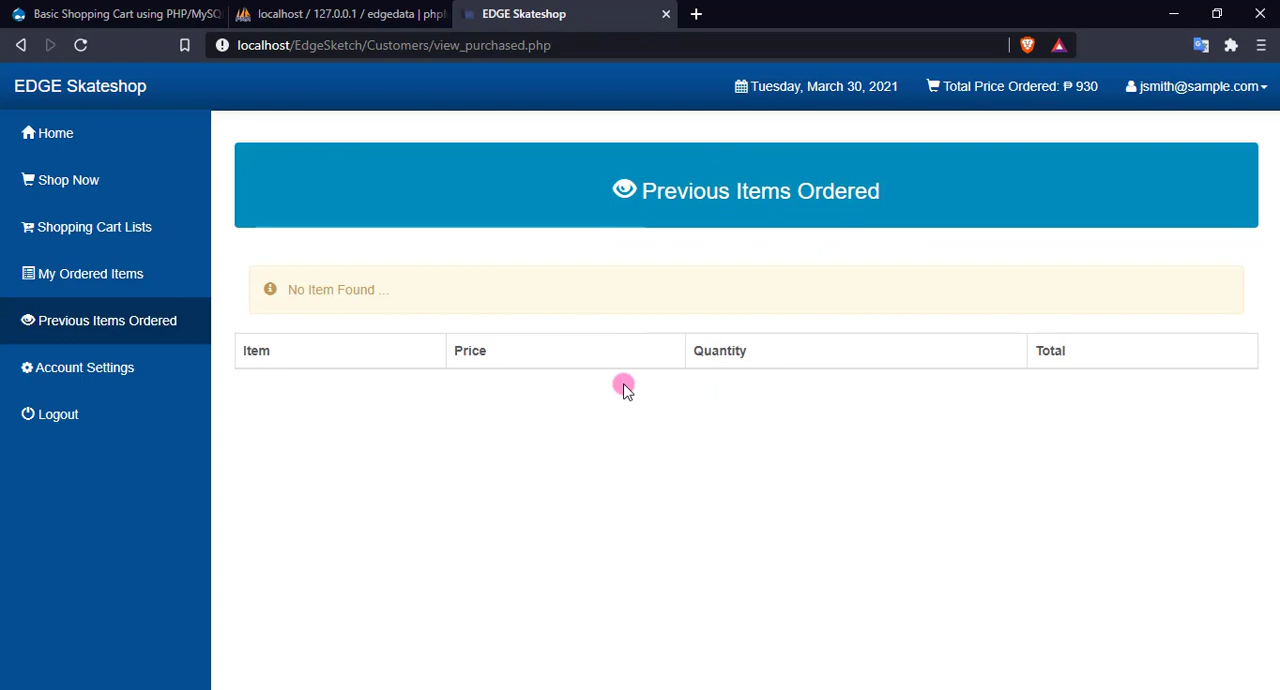 Basic Shopping Cart using PHP/MySQ
localhost / 127.0.0.1 / edgedata | php
EDGE Skateshop
localhost/EdgeSketch/Customers/view_purchased.php
EDGE Skateshop
Tuesday, March 30, 2021
Total Price Ordered: ₱ 930
jsmith@sample.com
Home
Shop Now
Shopping Cart Lists
My Ordered Items
Previous Items Ordered
Account Settings
Logout
Previous Items Ordered
No Item Found ...
Item Price Quantity Total